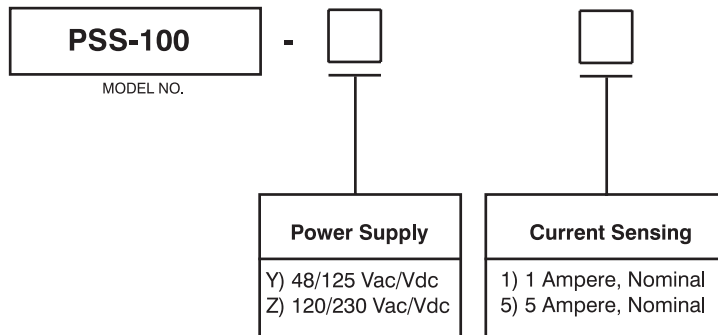 PSS-100 -
MODEL NO.
Power Supply
Y) 48/125 Vac/Vdc
Z) 120/230 Vac/Vdc
Current Sensing
1) 1 Ampere, Nominal
5) 5 Ampere, Nominal